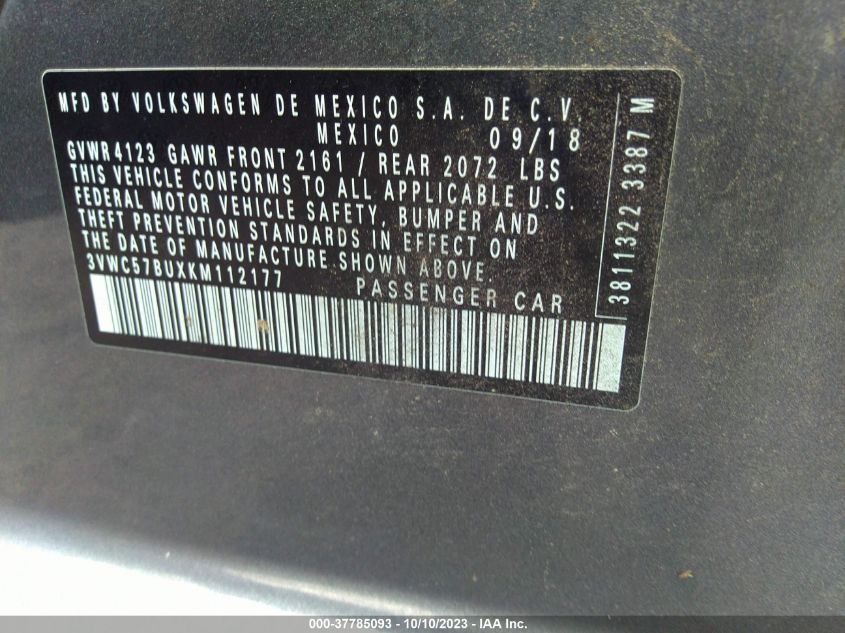 MFD BY VOLKSWAGEN DE MEXICO S.A. DE C.V.
MEXICO 09/18
GVWR 4123 GAWR FRONT 2161 / REAR 2072 LBS
THIS VEHICLE CONFORMS TO ALL APPLICABLE U.S.
FEDERAL MOTOR VEHICLE SAFETY, BUMPER AND
THEFT PREVENTION STANDARDS IN EFFECT ON
THE DATE OF MANUFACTURE SHOWN ABOVE
3VWC57BUXKM112177
PASSENGER CAR
3811322 3387 M
000-37785093 - 10/10/2023 - IAA Inc.